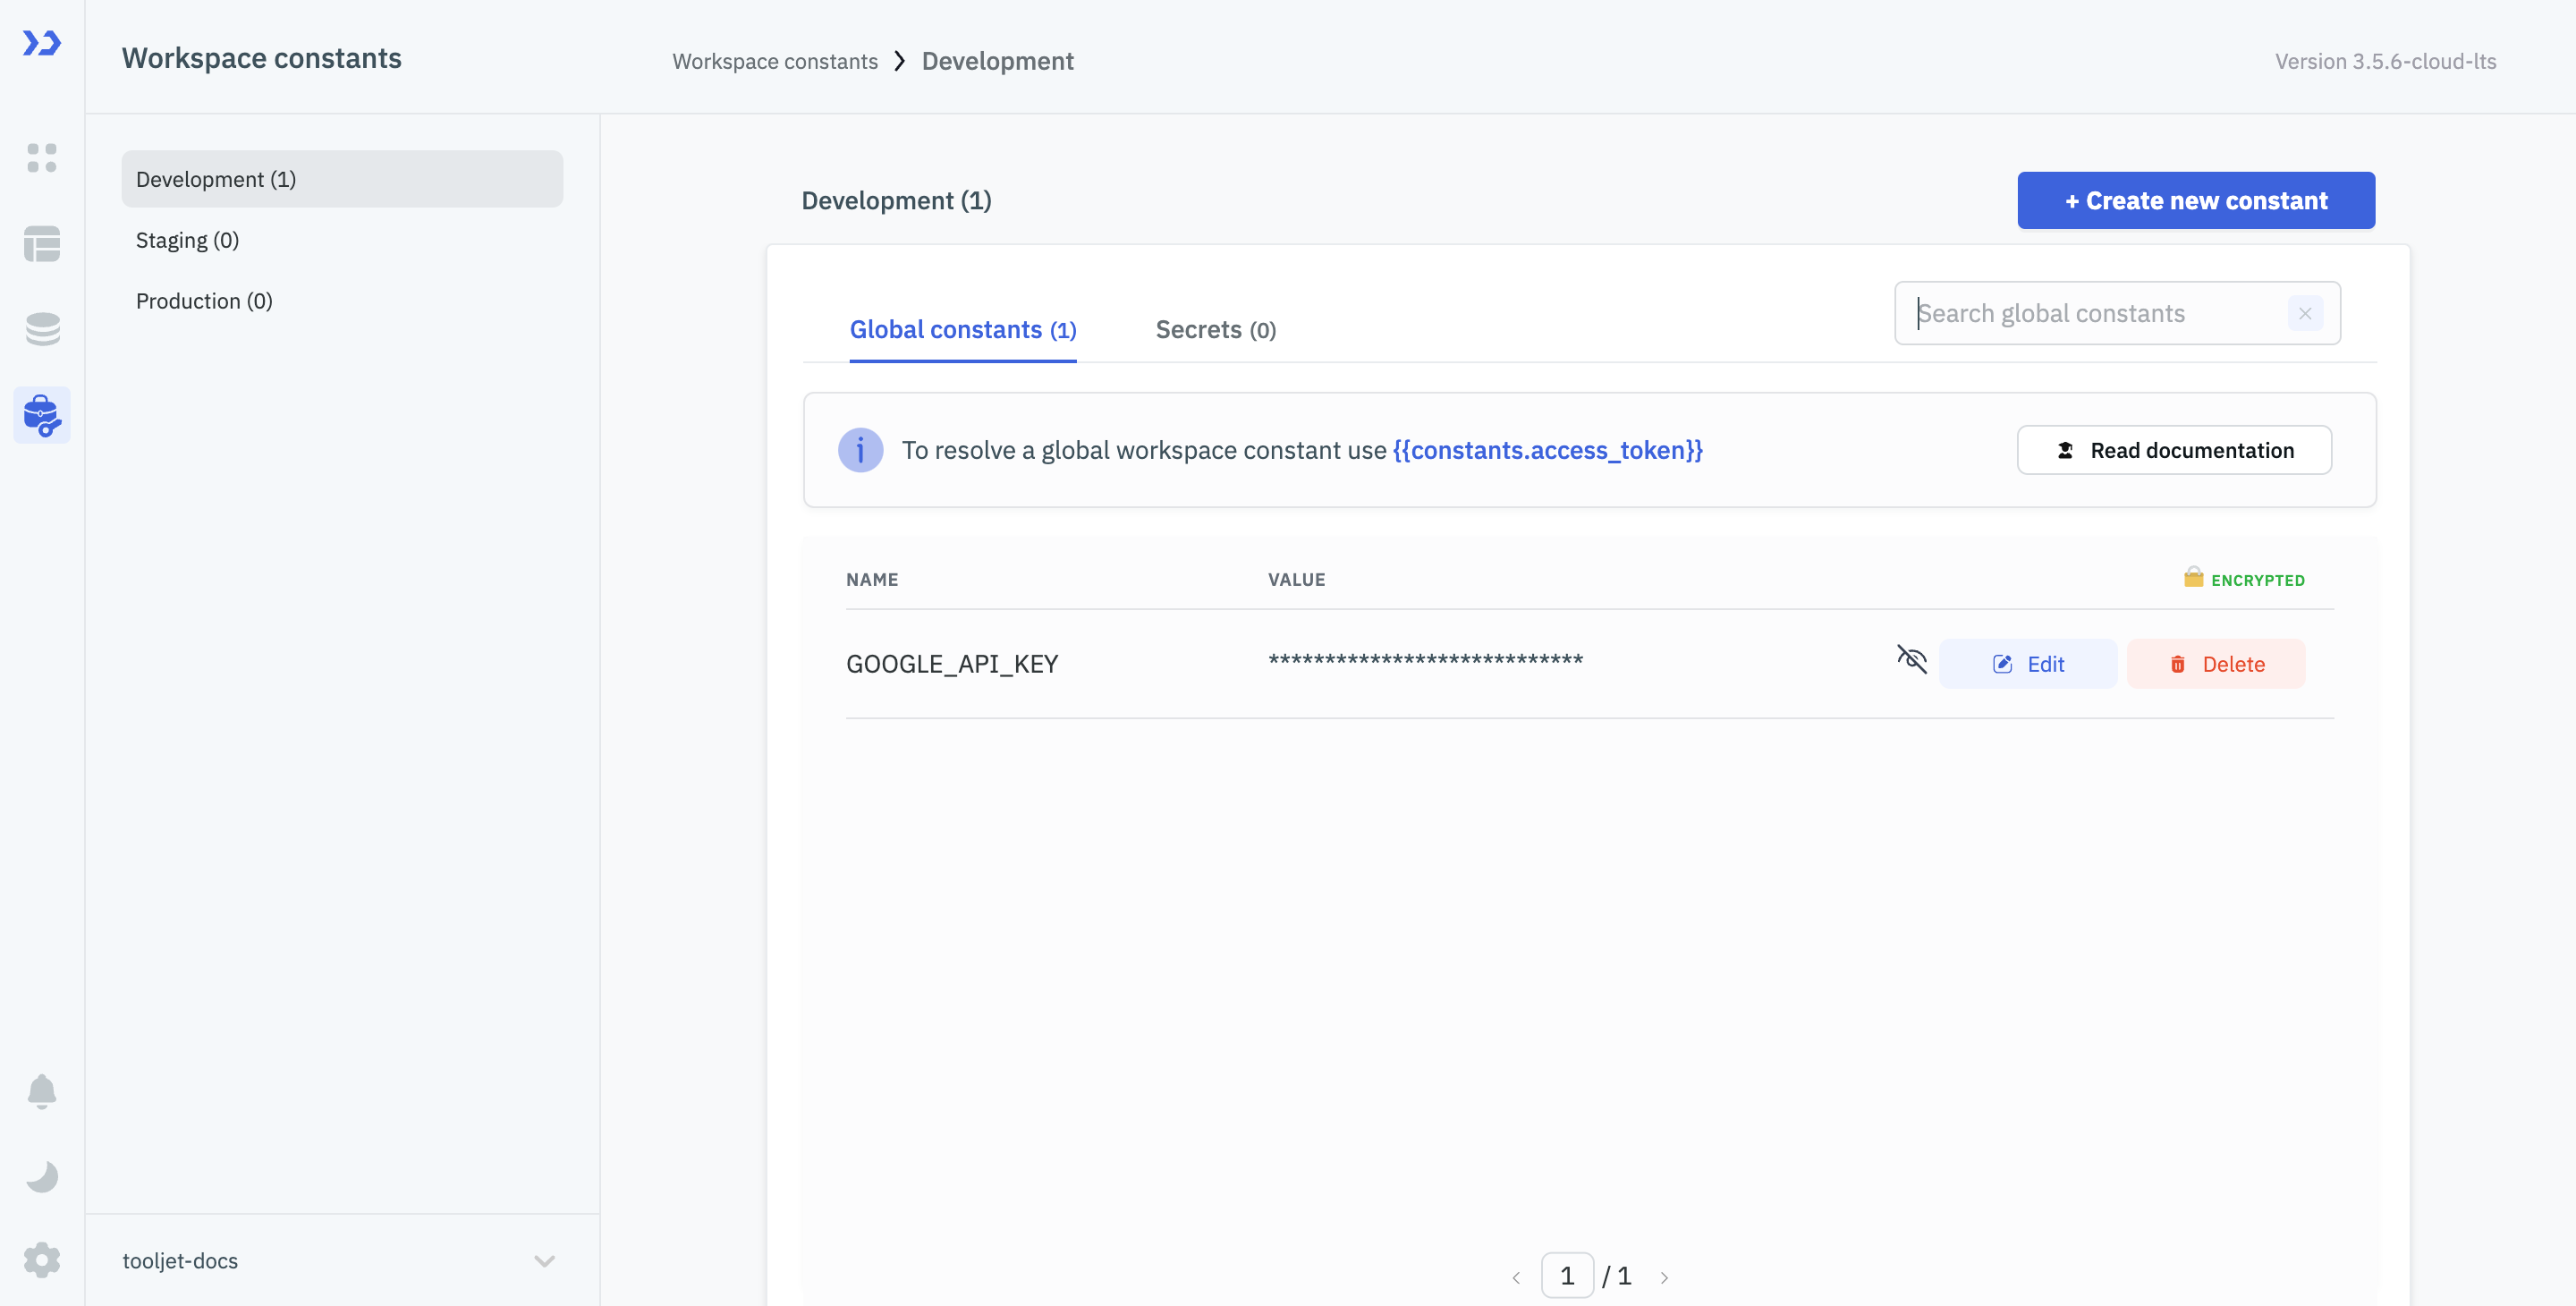 Workspace constants
Workspace constants > Development
Version 3.5.6-cloud-lts
Development (1)
Staging (0)
Production (0)
Development (1)
+ Create new constant
Global constants (1)
Secrets (0)
Search global constants
To resolve a global workspace constant use {{constants.access_token}}
Read documentation
NAME
VALUE
ENCRYPTED
GOOGLE_API_KEY
****************************
Edit
Delete
tooljet-docs
1 / 1